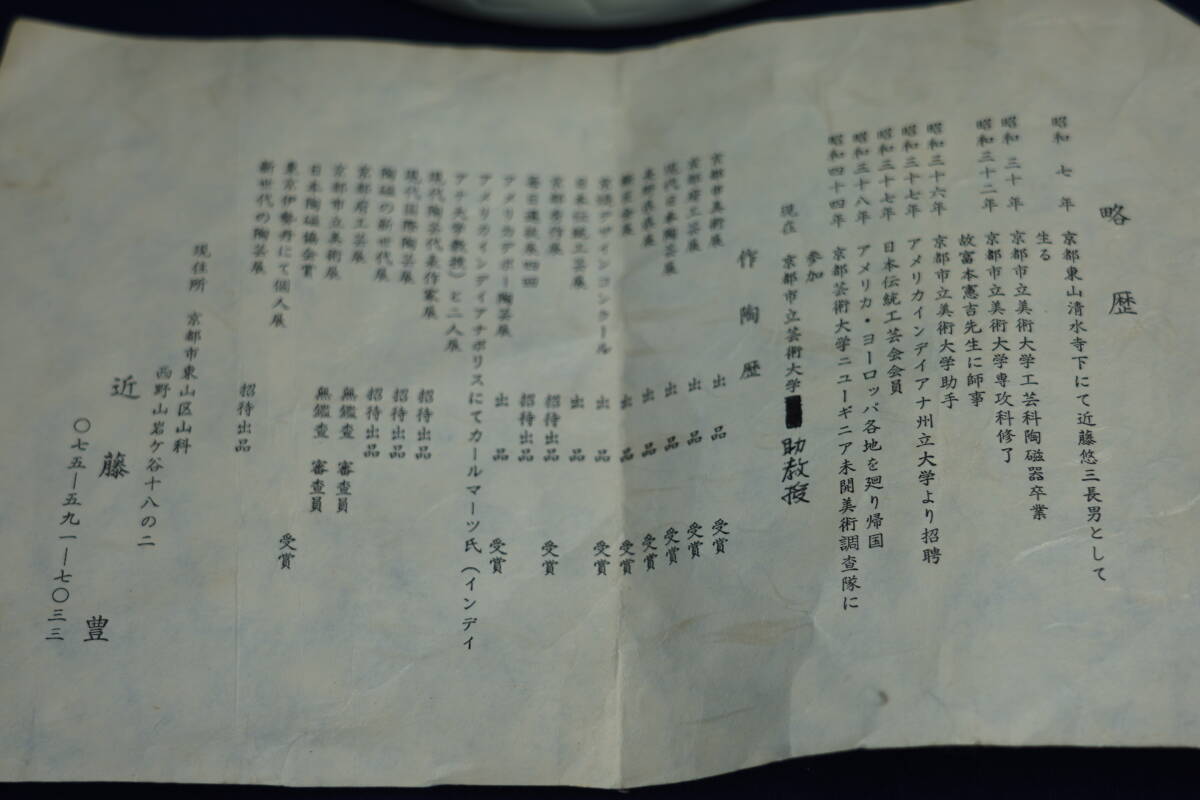 略歴
昭和 七 年 京都東山清水寺下にて近藤悠三長男として
生る
昭和 三十 年 京都市立美術大学工芸科陶磁器卒業
昭和三十二年 京都市立美術大学専攻科修了
故富本憲吉先生に師事
昭和三十六年 京都市立美術大学助手
昭和三十七年 アメリカインデイアナ州立大学より招聘
昭和三十七年 日本伝統工芸会会員
昭和三十八年 アメリカ・ヨーロッパ各地を廻り帰国
昭和四十四年 京都芸術大学ニューギニア未開美術調査隊に
参加
現在 京都市立芸術大学 助教授
作陶歴
京都市美術展 出品 受賞
京都府工芸展 出品 受賞
現代日本陶芸展 出品 受賞
出品 受賞
出品 受賞
京都デザインコンクール 出品 受賞
日本伝統工芸展 出品
招待出品 受賞
招待出品
アメリカデポー陶芸展 出品 受賞
アメリカインディアナポリスにてカールマーツ氏（インデイ
アナ大学教授）と二人展
現代陶芸代表作家展 招待出品
現代国際陶芸展 招待出品
陶磁の新世代展 招待出品
京都府工芸展 無鑑査 審査員
京都市立美術展 無鑑査 審査員
日本陶磁協会賞 受賞
東京伊勢丹にて個人展
新世代の陶芸展 招待出品
現住所 京都市東山区山科
西野山岩ケ谷十八の二
近藤 豊
〇七五―五九一―七〇三三